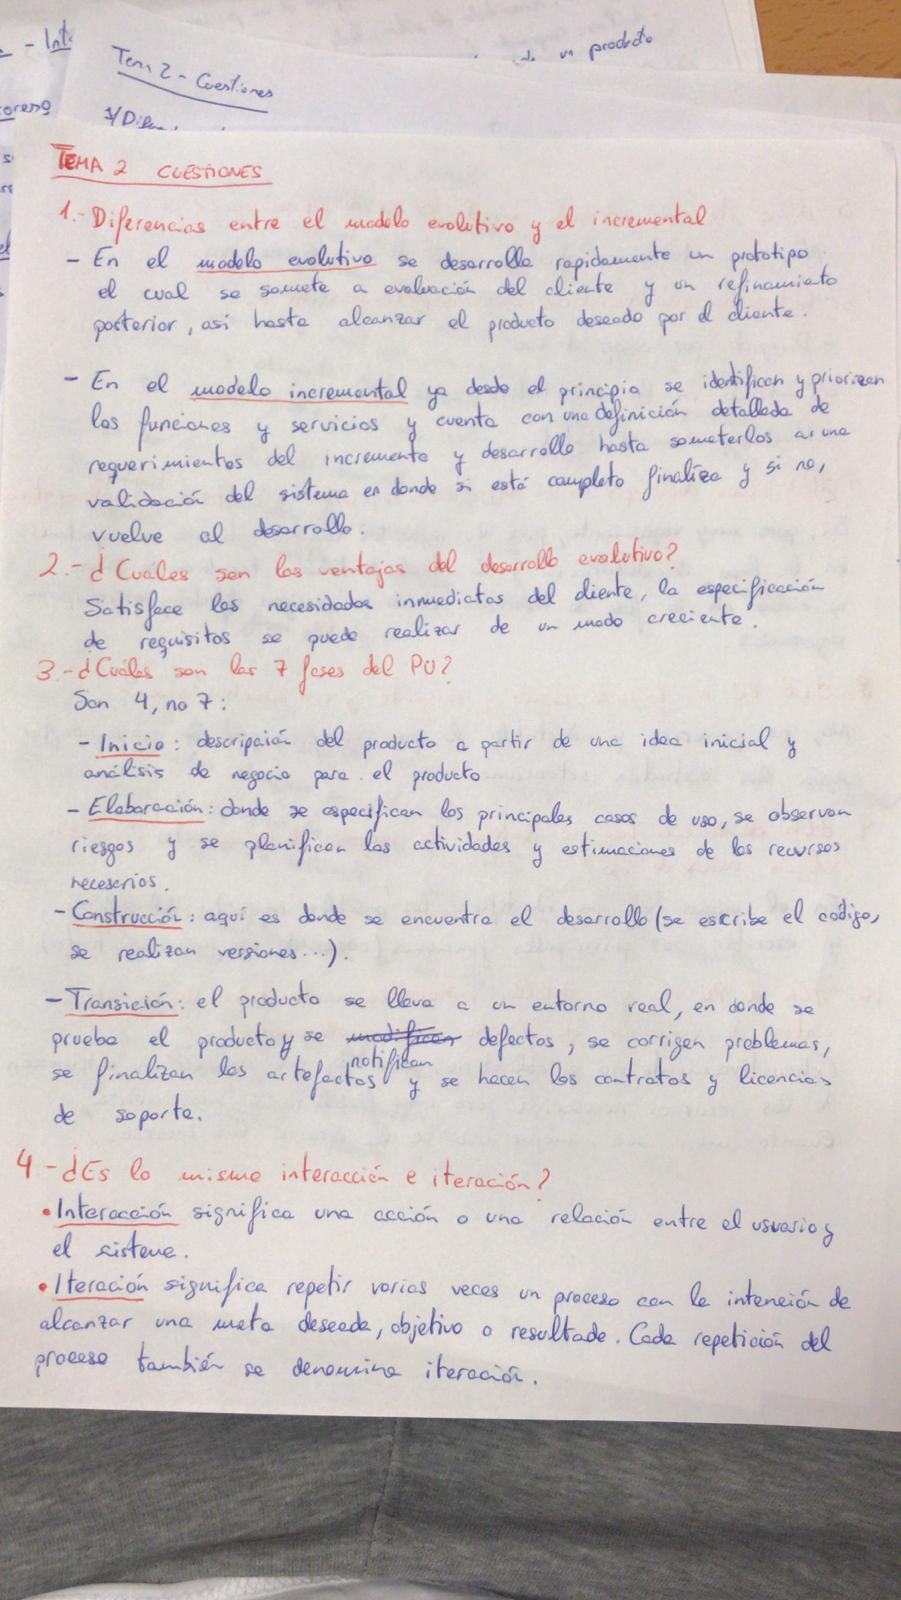 - Int
Tema 2 - Cuestiones
un producto
TEMA 2 CUESTIONES
1.- Diferencias entre el modelo evolutivo y el incremental
- En el modelo evolutivo se desarrolla rapidamente un prototipo
el cual se somete a evaluación del cliente y un refinamiento
posterior, así hasta alcanzar el producto deseado por el cliente.
- En el modelo incremental ya desde el principio se identifican y priorizan
las funciones y servicios y cuenta con una definición detallada de
requerimientos del incremento y desarrollo hasta someterlos a una
validación del sistema en donde si está completo finaliza y si no,
vuelve al desarrollo.
2.- ¿Cuales son las ventajas del desarrollo evolutivo?
Satisface las necesidades inmediatas del cliente, la especificación
de requisitos se puede realizar de un modo creciente.
3.- ¿Cuáles son las 7 fases del PU?
Son 4, no 7:
- Inicio: descripción del producto a partir de una idea inicial y
análisis de negocio para el producto
- Elaboración: donde se especifican los principales casos de uso, se observan
riesgos y se planifican las actividades y estimaciones de los recursos
necesarios.
- Construcción: aquí es donde se encuentra el desarrollo (se escribe el código,
se realizan versiones...).
- Transición: el producto se lleva a un entorno real, en donde se
prueba el producto y se modifican defectos, se corrigen problemas,
notifican
se finalizan los artefactos y se hacen los contratos y licencias
de soporte.
4.- ¿Es lo mismo interacción e iteración?
• Interacción significa una acción o una relación entre el usuario y
el sistema.
• Iteración significa repetir varias veces un proceso con la intención de
alcanzar una meta deseada, objetivo o resultado. Cada repetición del
proceso también se denomina iteración.